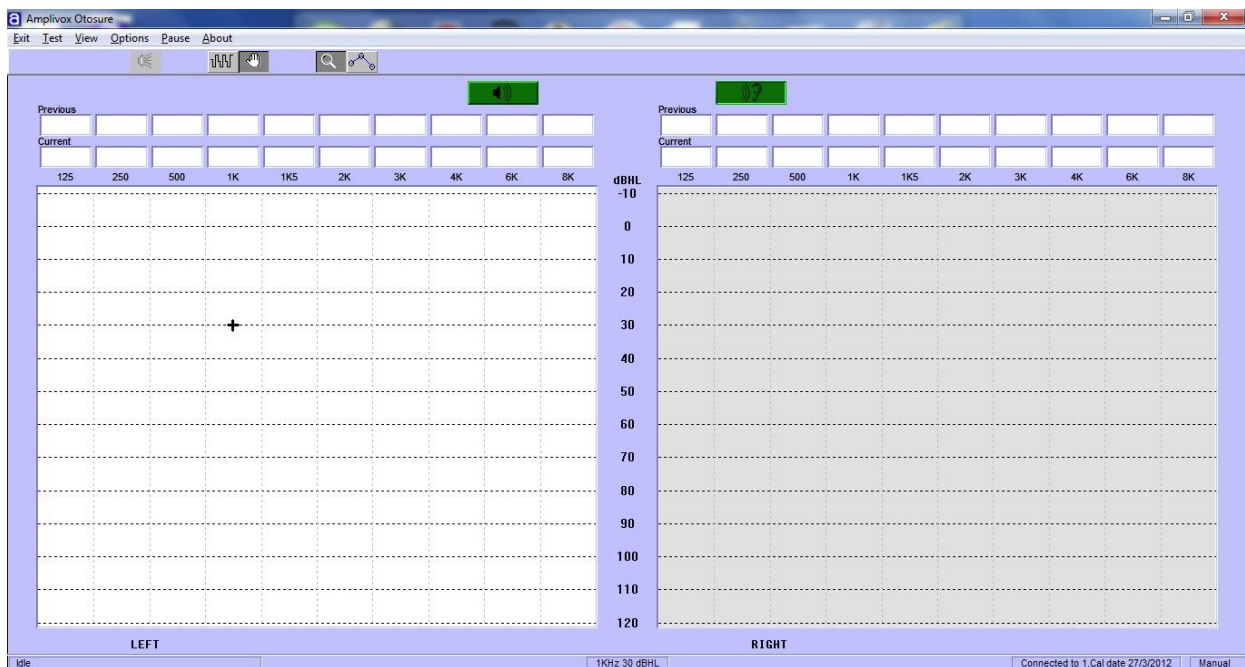 a Amplivox Otosure
Exit Test View Options Pause About
Previous Previous
Current Current
125 250 500 1K 1K5 2K 3K 4K 6K 8K dBHL 125 250 500 1K 1K5 2K 3K 4K 6K 8K
-10
0
10
20
30
40
50
60
70
80
90
100
110
120
LEFT RIGHT
Idle 1KHz 30 dBHL Connected to 1,Cal date 27/3/2012 Manual